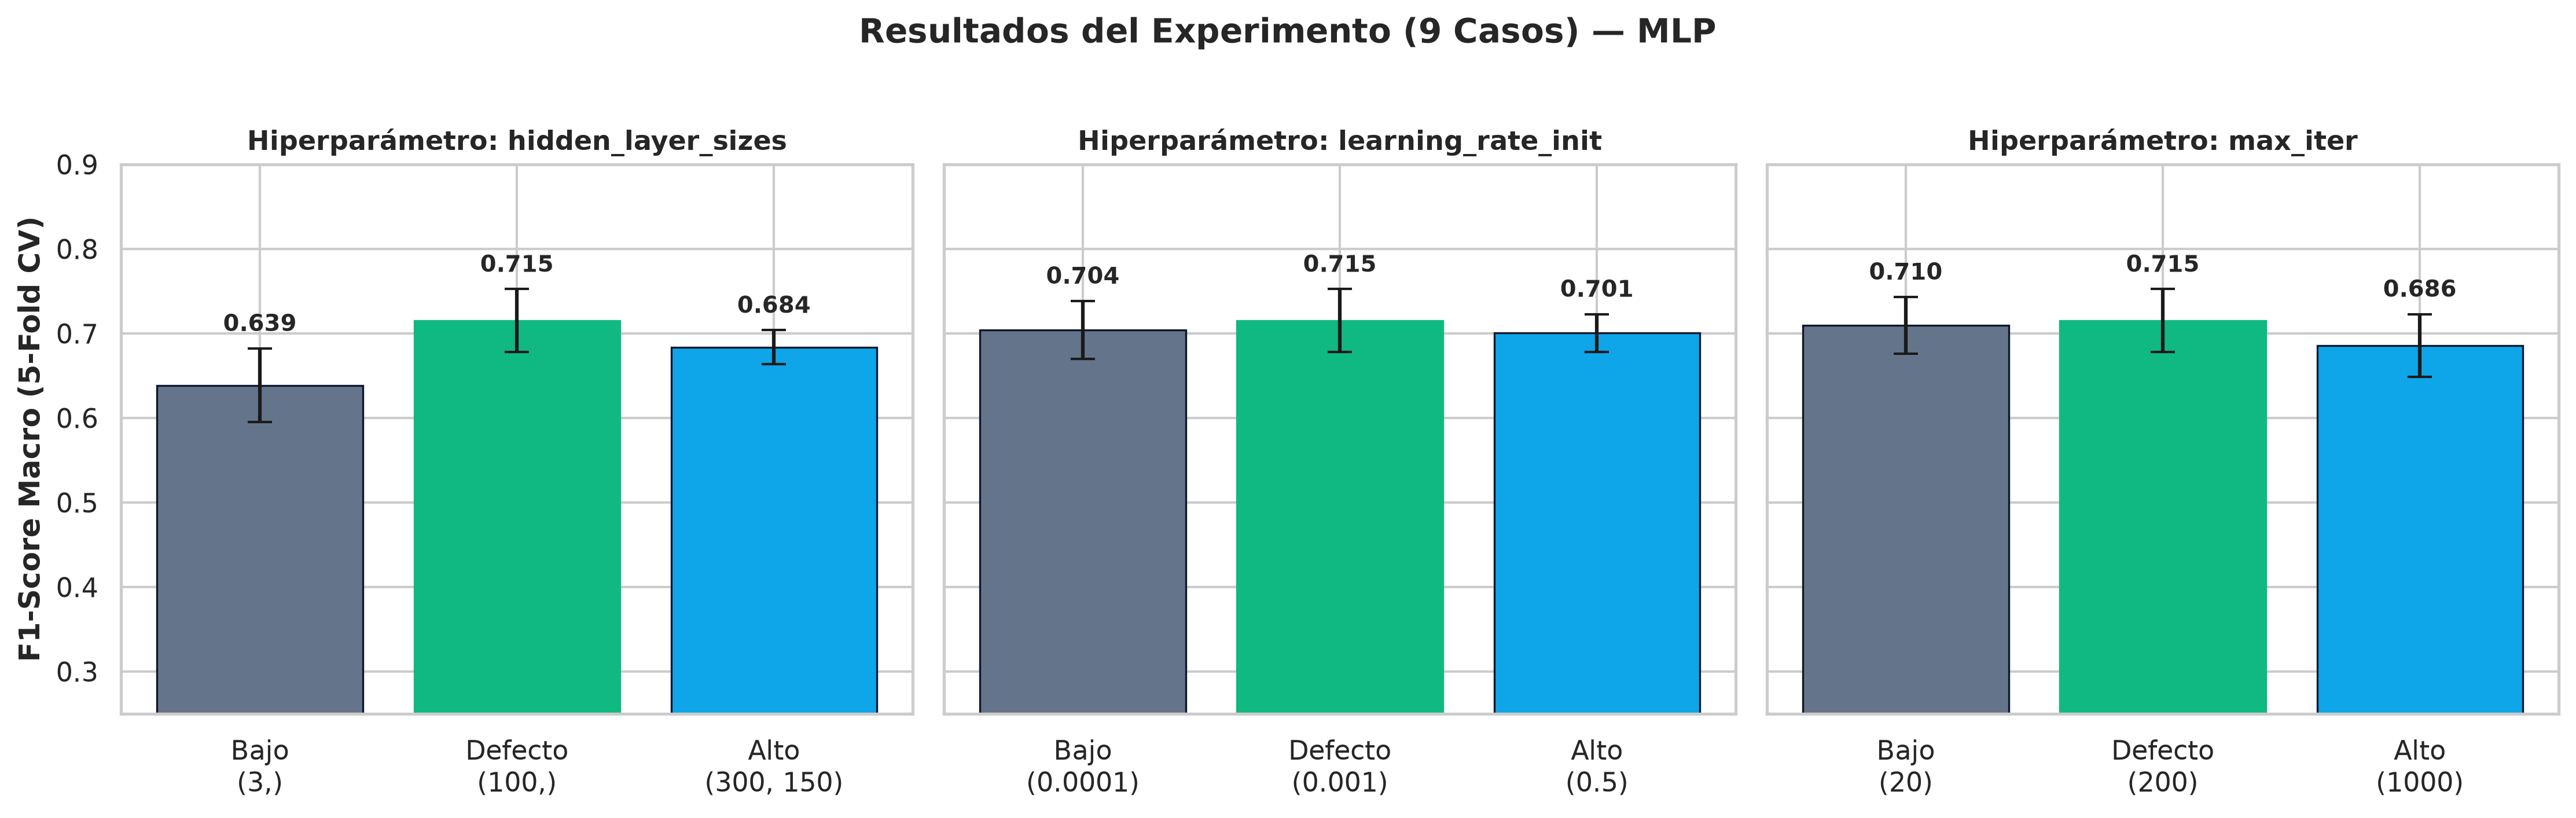 Resultados del Experimento (9 Casos) — MLP
Hiperparámetro: hidden_layer_sizes
Hiperparámetro: learning_rate_init
Hiperparámetro: max_iter
F1-Score Macro (5-Fold CV)
0.9
0.8
0.7
0.6
0.5
0.4
0.3
0.639
0.715
0.684
0.704
0.715
0.701
0.710
0.715
0.686
Bajo
(3,)
Defecto
(100,)
Alto
(300, 150)
Bajo
(0.0001)
Defecto
(0.001)
Alto
(0.5)
Bajo
(20)
Defecto
(200)
Alto
(1000)